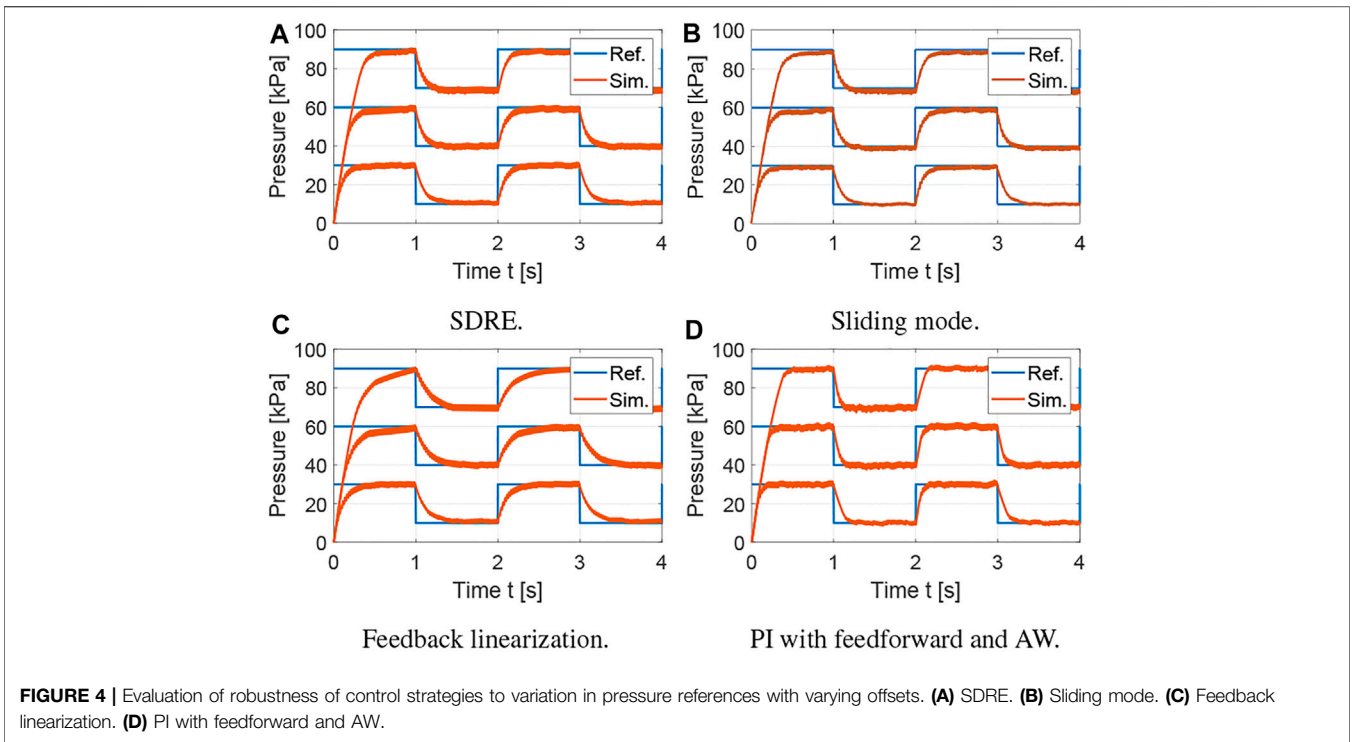 A
100
80
60
40
20
0
Pressure [kPa]
Ref.
Sim.
0 1 2 3 4
Time t [s]
SDRE.
B
100
80
60
40
20
0
Pressure [kPa]
Ref.
Sim.
0 1 2 3 4
Time t [s]
Sliding mode.
C
100
80
60
40
20
0
Pressure [kPa]
Ref.
Sim.
0 1 2 3 4
Time t [s]
Feedback linearization.
D
100
80
60
40
20
0
Pressure [kPa]
Ref.
Sim.
0 1 2 3 4
Time t [s]
PI with feedforward and AW.
FIGURE 4 | Evaluation of robustness of control strategies to variation in pressure references with varying offsets. (A) SDRE. (B) Sliding mode. (C) Feedback
linearization. (D) PI with feedforward and AW.